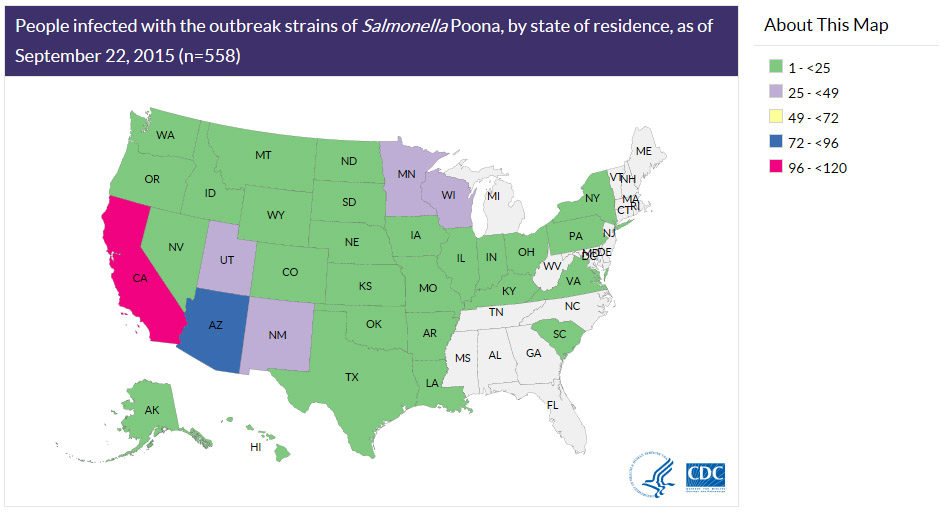 People infected with the outbreak strains of Salmonella Poona, by state of residence, as of
September 22, 2015 (n=558)
About This Map
1 - <25
25 - <49
49 - <72
72 - <96
96 - <120
WA
MT
ND
MN
ME
OR
ID
SD
WI
MI
VT
NH
NY
MA
CT
RI
WY
IA
PA
NJ
NV
UT
NE
IL
IN
OH
MD
DE
DC
CA
CO
KS
MO
WV
KY
VA
AZ
NM
OK
AR
TN
NC
SC
MS
AL
GA
TX
LA
FL
AK
HI
CDC